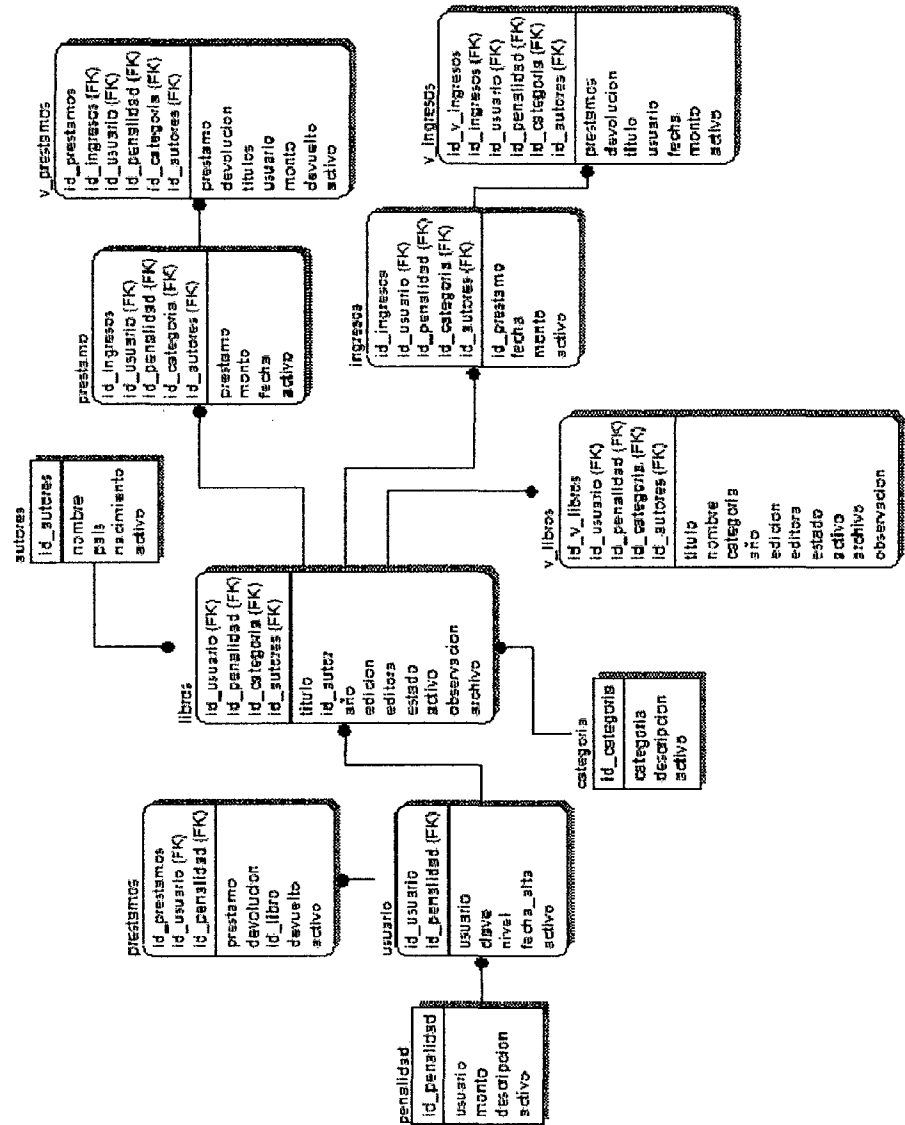 autores
id_autores
nombre
pais
nacimiento
activo
v_prestamos
id_prestamos
id_ingresos (FK)
id_usuario (FK)
id_penalidad (FK)
id_categoria (FK)
id_autores (FK)
prestamo
devolucion
titulos
usuario
monto
devuelto
activo
prestamo
id_ingresos
id_usuario (FK)
id_penalidad (FK)
id_categoria (FK)
id_autores (FK)
prestamo
monto
fecha
activo
prestamos
id_prestamos
id_usuario (FK)
id_penalidad (FK)
prestamo
devolucion
id_libro
devuelto
activo
libros
id_usuario (FK)
id_penalidad (FK)
id_categoria (FK)
id_autores (FK)
titulo
id_autor
año
edicion
editora
estado
activo
observacion
archivo
ingresos
id_ingresos
id_usuario (FK)
id_penalidad (FK)
id_categoria (FK)
id_autores (FK)
id_prestamo
fecha
monto
activo
usuario
id_usuario
id_penalidad (FK)
usuario
clave
nivel
fecha_alta
activo
penalidad
id_penalidad
usuario
monto
descripcion
activo
v_ingresos
id_v_ingresos
id_ingresos (FK)
id_usuario (FK)
id_penalidad (FK)
id_categoria (FK)
id_autores (FK)
prestamos
devolucion
titulo
usuario
fecha
monto
activo
v_libros
id_v_libros
id_usuario (FK)
id_penalidad (FK)
id_categoria (FK)
id_autores (FK)
titulo
nombre
categoria
año
edicion
editora
estado
activo
archivo
observacion
categoria
id_categoria
categoria
descripcion
activo